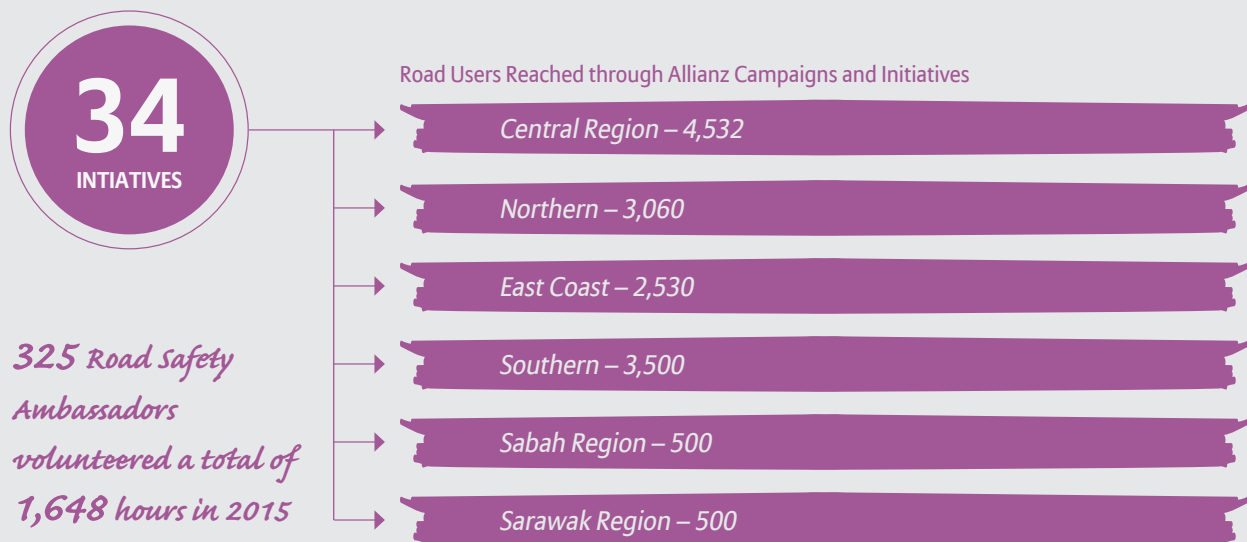 34
INTIATIVES
Road Users Reached through Allianz Campaigns and Initiatives
Central Region – 4,532
Northern – 3,060
East Coast – 2,530
Southern – 3,500
Sabah Region – 500
Sarawak Region – 500
325 Road Safety
Ambassadors
volunteered a total of
1,648 hours in 2015